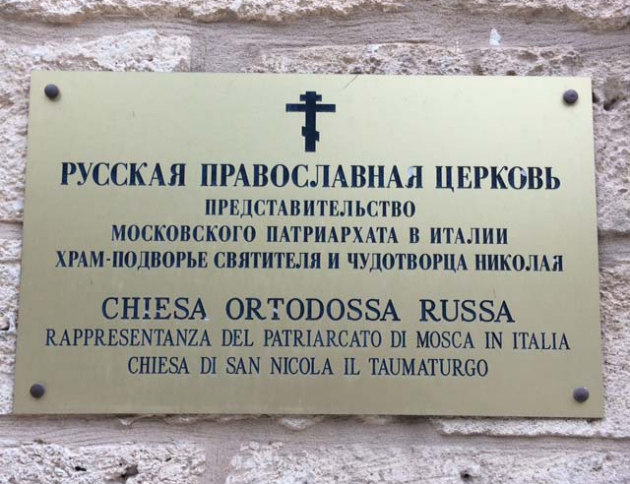 РУССКАЯ ПРАВОСЛАВНАЯ ЦЕРКОВЬ
ПРЕДСТАВИТЕЛЬСТВО
МОСКОВСКОГО ПАТРИАРХАТА В ИТАЛИИ
ХРАМ-ПОДВОРЬЕ СВЯТИТЕЛЯ И ЧУДОТВОРЦА НИКОЛАЯ
CHIESA ORTODOSSA RUSSA
RAPPRESENTANZA DEL PATRIARCATO DI MOSCA IN ITALIA
CHIESA DI SAN NICOLA IL TAUMATURGO